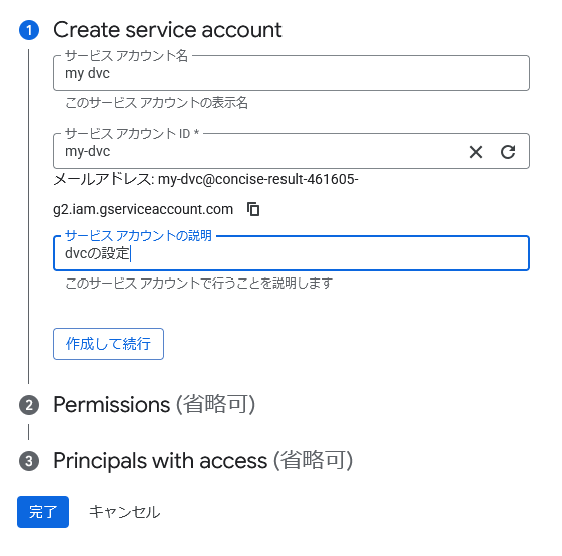 1 Create service account
サービス アカウント名
my dvc
このサービス アカウントの表示名
サービス アカウント ID *
my-dvc
メールアドレス: my-dvc@concise-result-461605-
g2.iam.gserviceaccount.com
サービス アカウントの説明
dvcの設定
このサービス アカウントで行うことを説明します
作成して続行
2 Permissions (省略可)
3 Principals with access (省略可)
完了 キャンセル